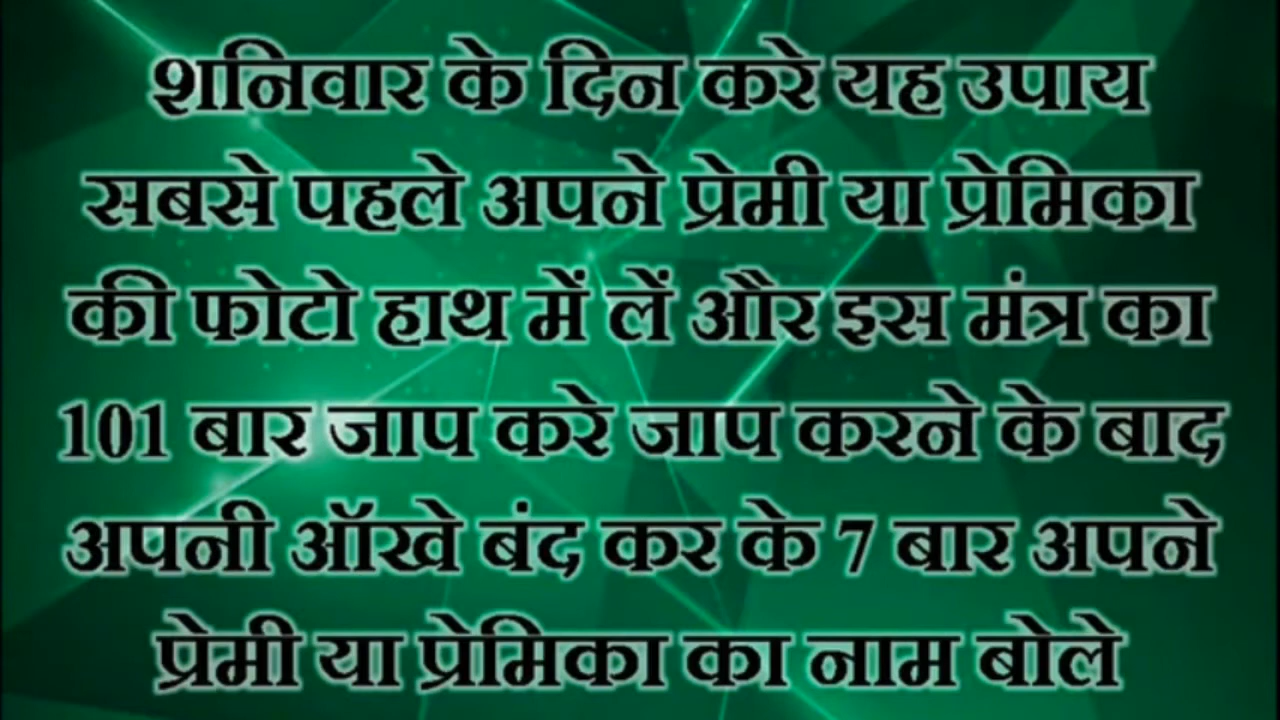 शनिवार के दिन करे यह उपाय
सबसे पहले अपने प्रेमी या प्रेमिका
की फोटो हाथ में लें और इस मंत्र का
101 बार जाप करे जाप करने के बाद
अपनी ऑखे बंद कर के 7 बार अपने
प्रेमी या प्रेमिका का नाम बोले